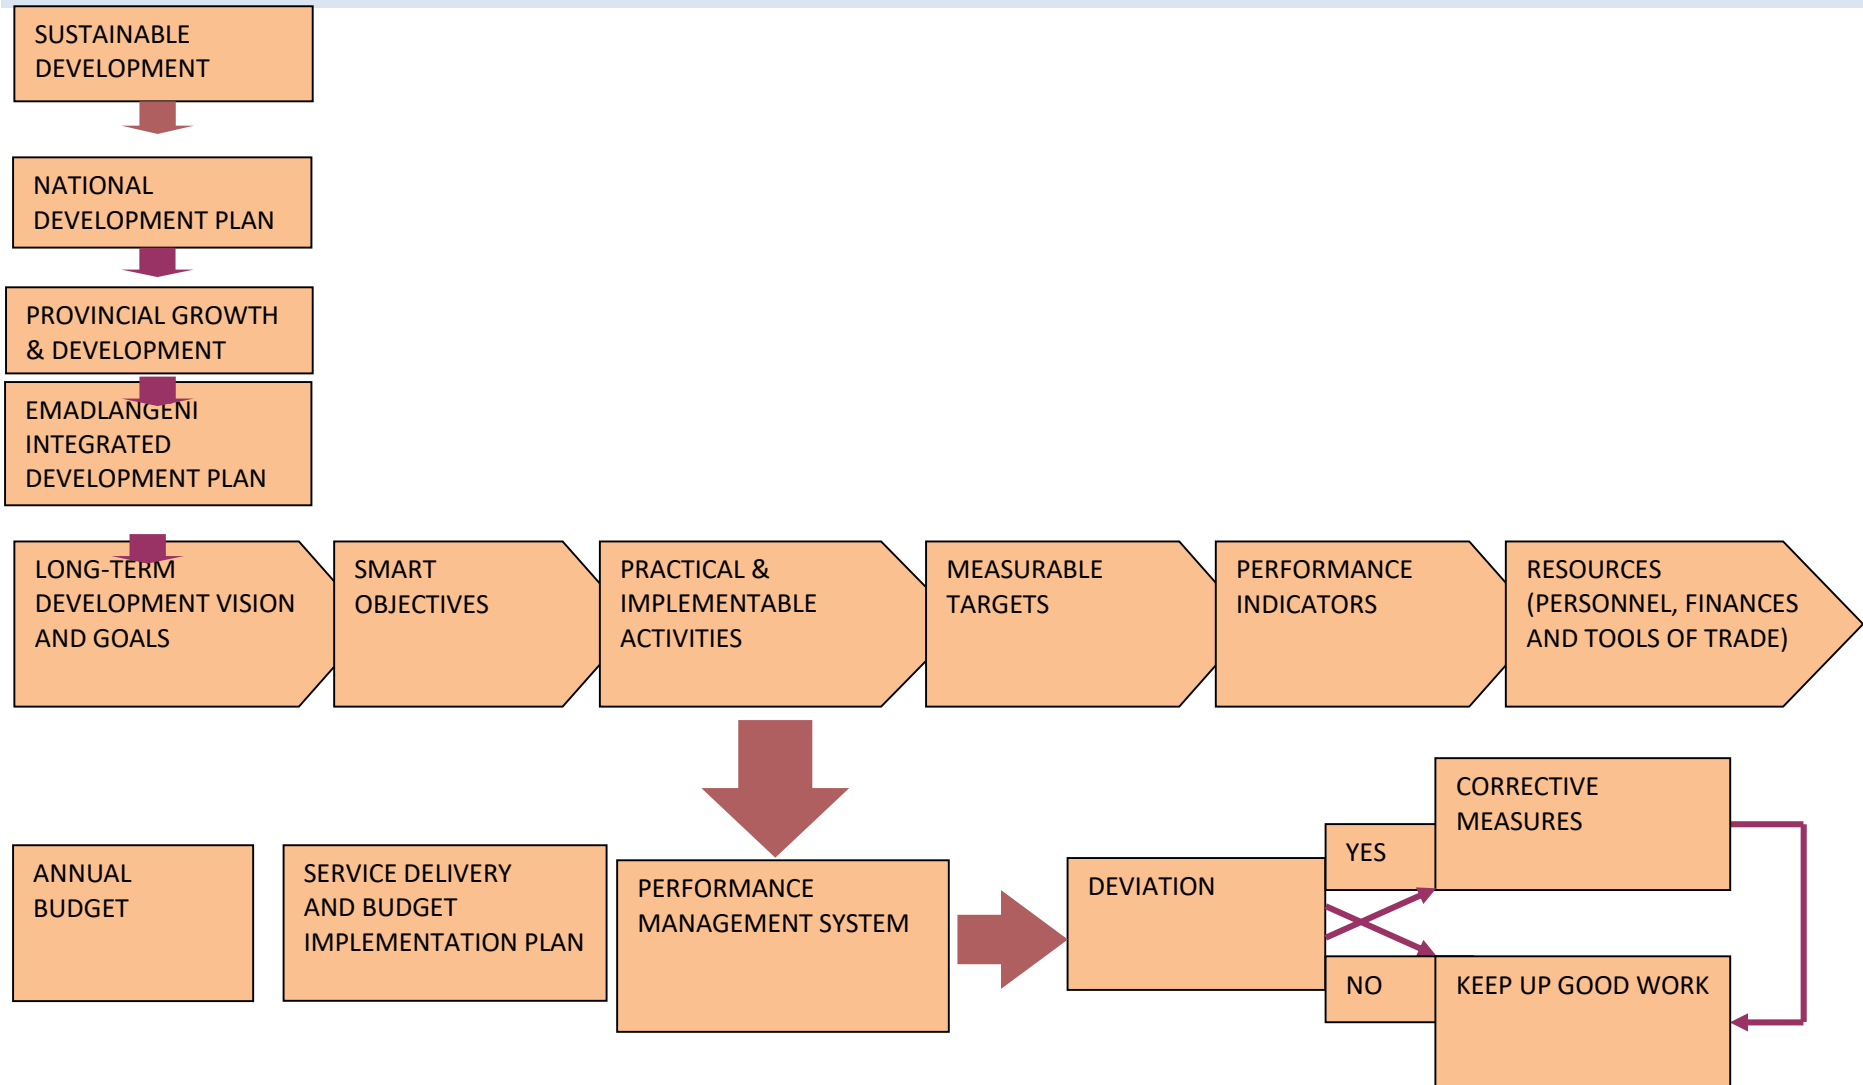 SUSTAINABLE
DEVELOPMENT
NATIONAL
DEVELOPMENT PLAN
PROVINCIAL GROWTH
& DEVELOPMENT
EMADLANGENI
INTEGRATED
DEVELOPMENT PLAN
LONG-TERM
DEVELOPMENT VISION
AND GOALS
SMART
OBJECTIVES
PRACTICAL &
IMPLEMENTABLE
ACTIVITIES
MEASURABLE
TARGETS
PERFORMANCE
INDICATORS
RESOURCES
(PERSONNEL, FINANCES
AND TOOLS OF TRADE)
ANNUAL
BUDGET
SERVICE DELIVERY
AND BUDGET
IMPLEMENTATION PLAN
PERFORMANCE
MANAGEMENT SYSTEM
DEVIATION
YES
CORRECTIVE
MEASURES
NO
KEEP UP GOOD WORK